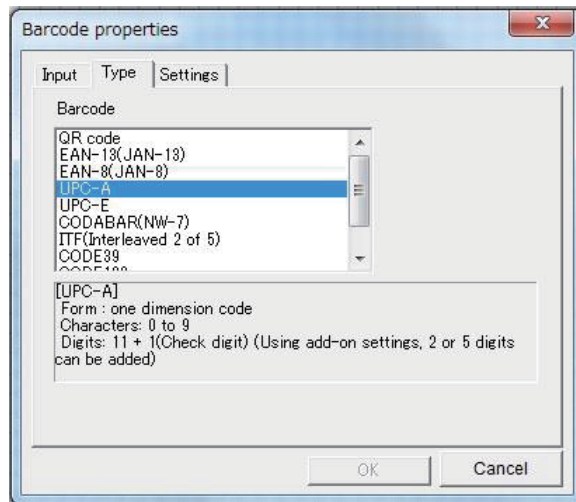 Barcode properties
Input Type Settings
Barcode
QR code
EAN-13(JAN-13)
EAN-8(JAN-8)
UPC-A
UPC-E
CODABAR(NW-7)
ITF(Interleaved 2 of 5)
CODE39
[UPC-A]
Form : one dimension code
Characters: 0 to 9
Digits: 11 + 1(Check digit) (Using add-on settings, 2 or 5 digits
can be added)
OK Cancel